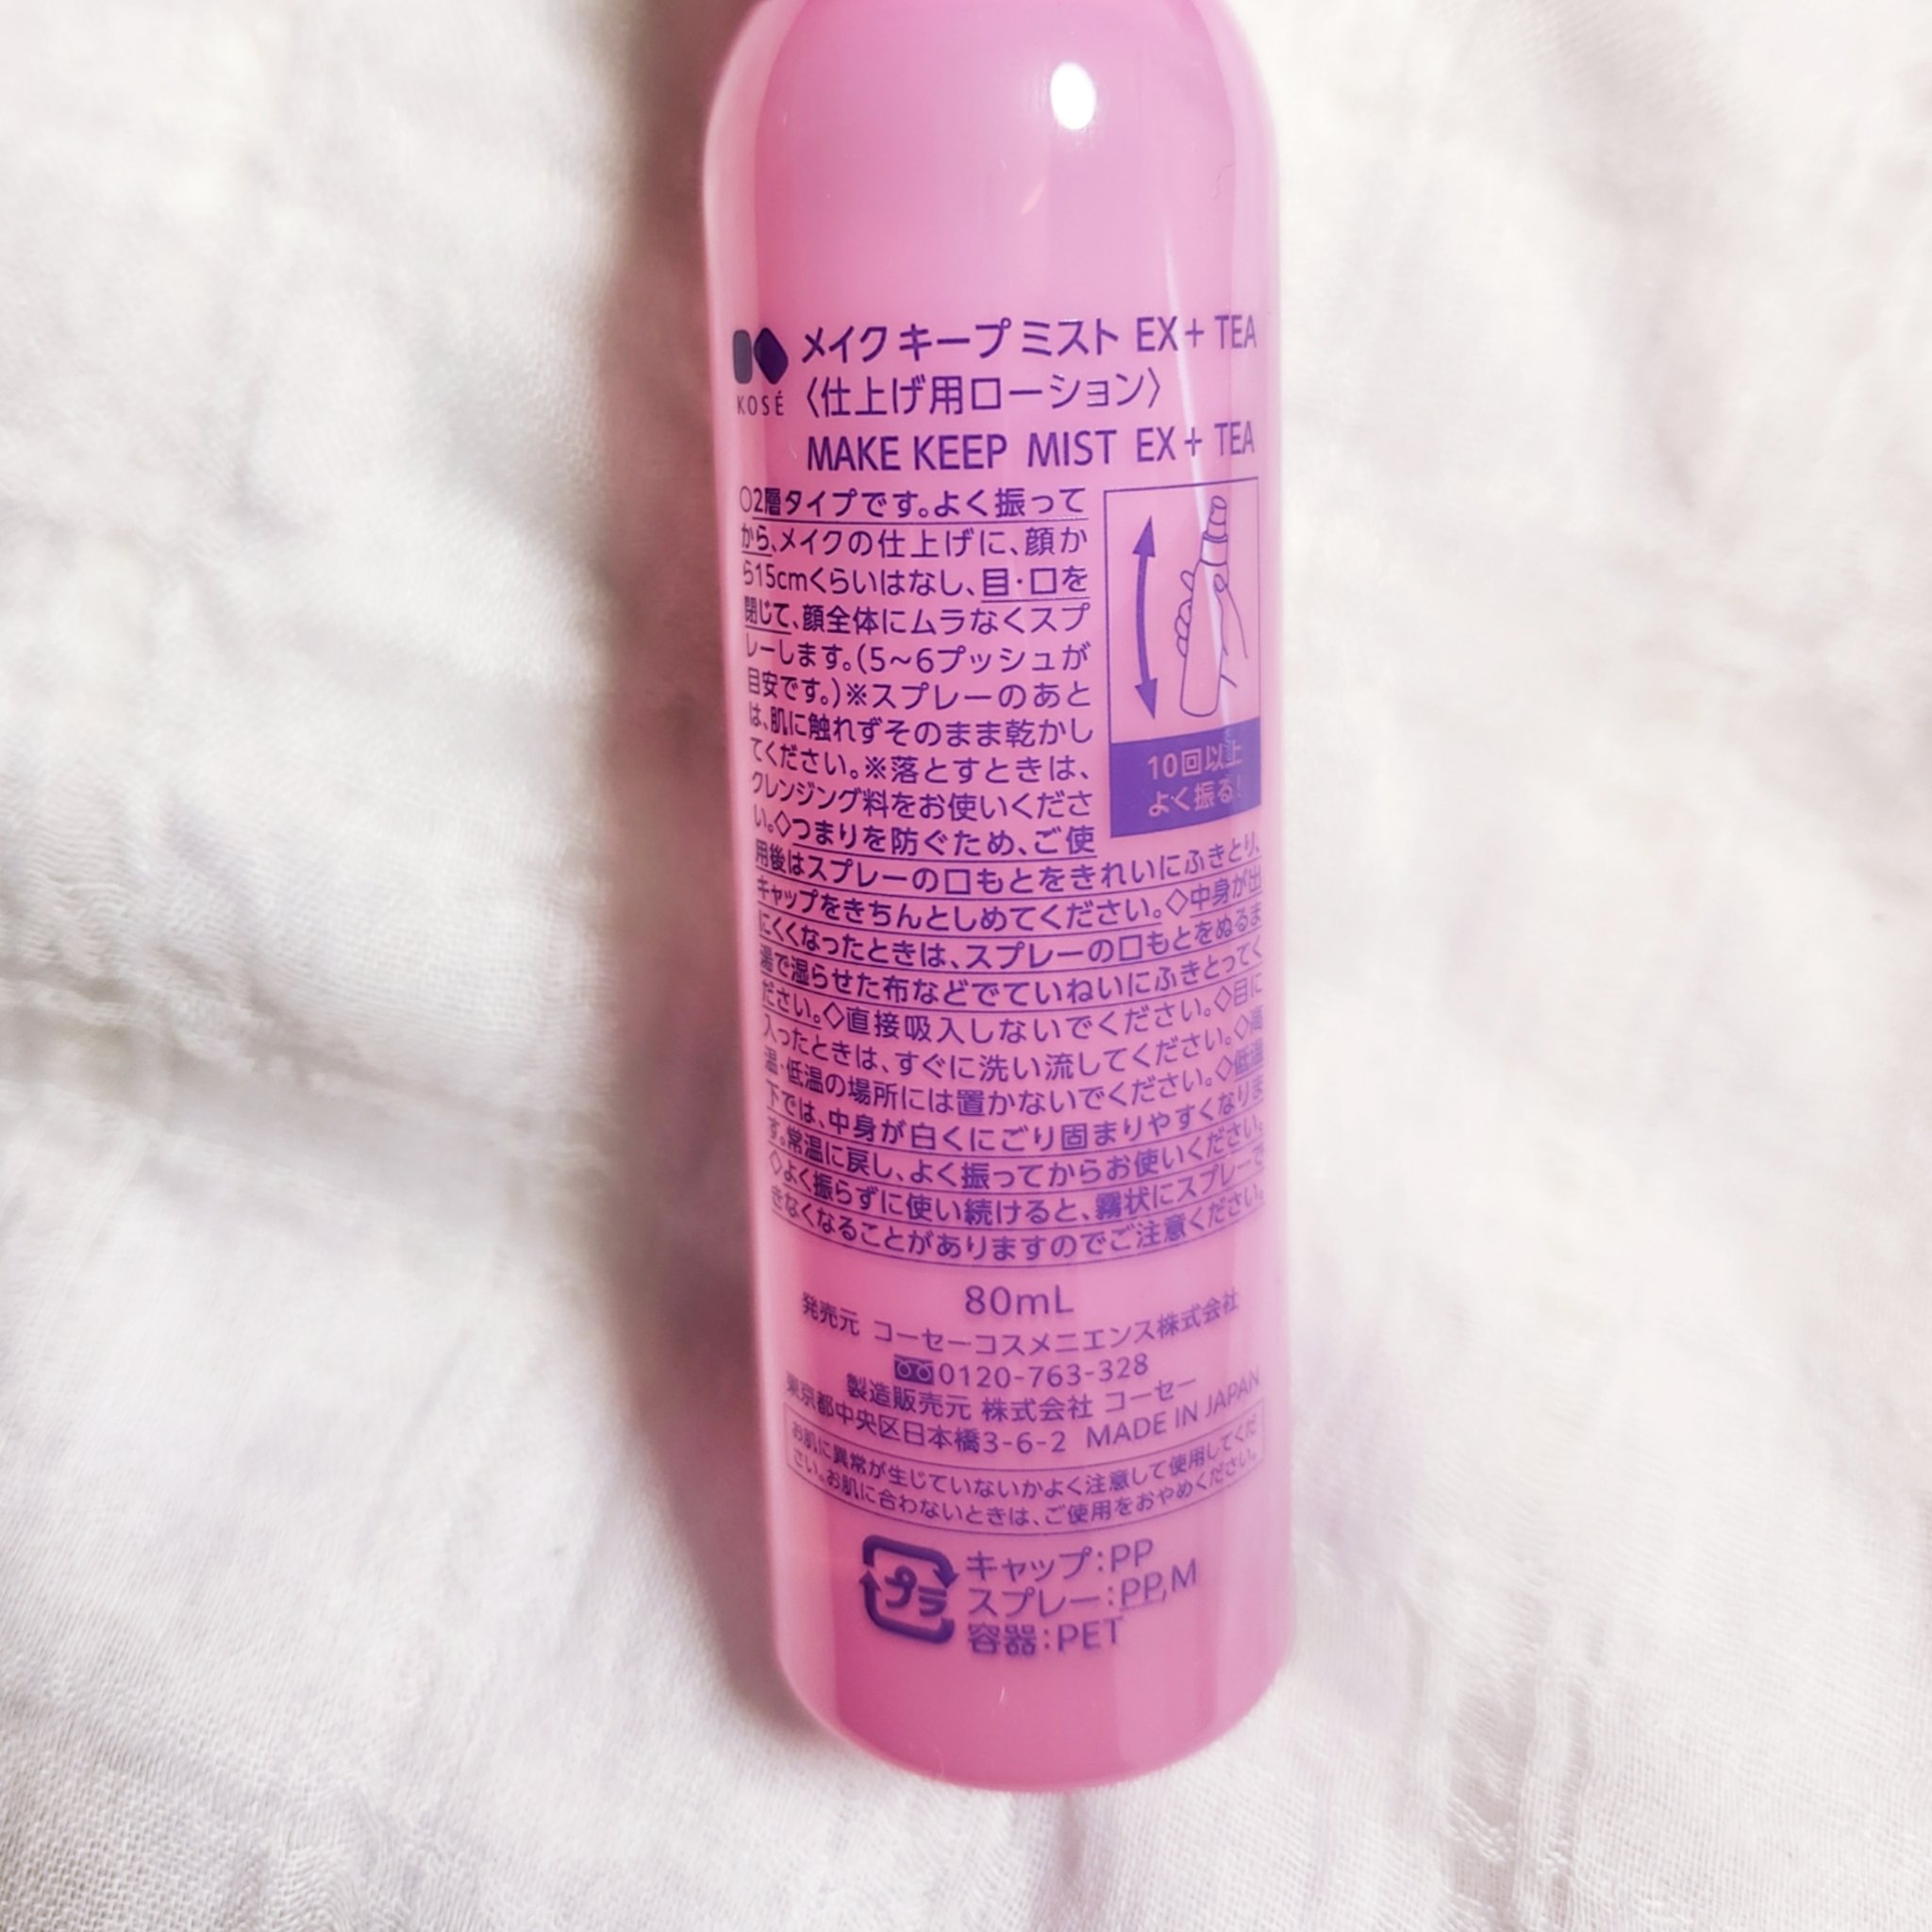 メイク キープ ミスト EX+ TEA
KOSÉ 〈仕上げ用ローション〉
MAKE KEEP MIST EX+ TEA
○2層タイプです。よく振って
から、メイクの仕上げに、顔か
ら15cmくらいはなし、目・口を
閉じて、顔全体にムラなくスプ
レーします。(5～6プッシュが
目安です。)※スプレーのあと
は、肌に触れずそのまま乾かし
てください。※落とすときは、
クレンジング料をお使いくださ
い。◇つまりを防ぐため、ご使
10回以上
よく振る!
用後はスプレーの口もとをきれいにふきとり、
キャップをきちんとしめてください。◇中身が出
にくくなったときは、スプレーの口もとをぬるま
湯で湿らせた布などでていねいにふきとってく
ださい。◇直接吸入しないでください。◇目に
入ったときは、すぐに洗い流してください。◇高
温・低温の場所には置かないでください。◇低温
下では、中身が白くにごり固まりやすくなりま
す。常温に戻し、よく振ってからお使いください。
◇よく振らずに使い続けると、霧状にスプレーで
きなくなることがありますのでご注意ください。
80mL
発売元 コーセーコスメニエンス株式会社
0120-763-328
製造販売元 株式会社 コーセー
東京都中央区日本橋3-6-2 MADE IN JAPAN
お肌に異常が生じていないかよく注意して使用してくだ
さい。お肌に合わないときは、ご使用をおやめください。
プラ
キャップ:PP
スプレー:PP,M
容器:PET